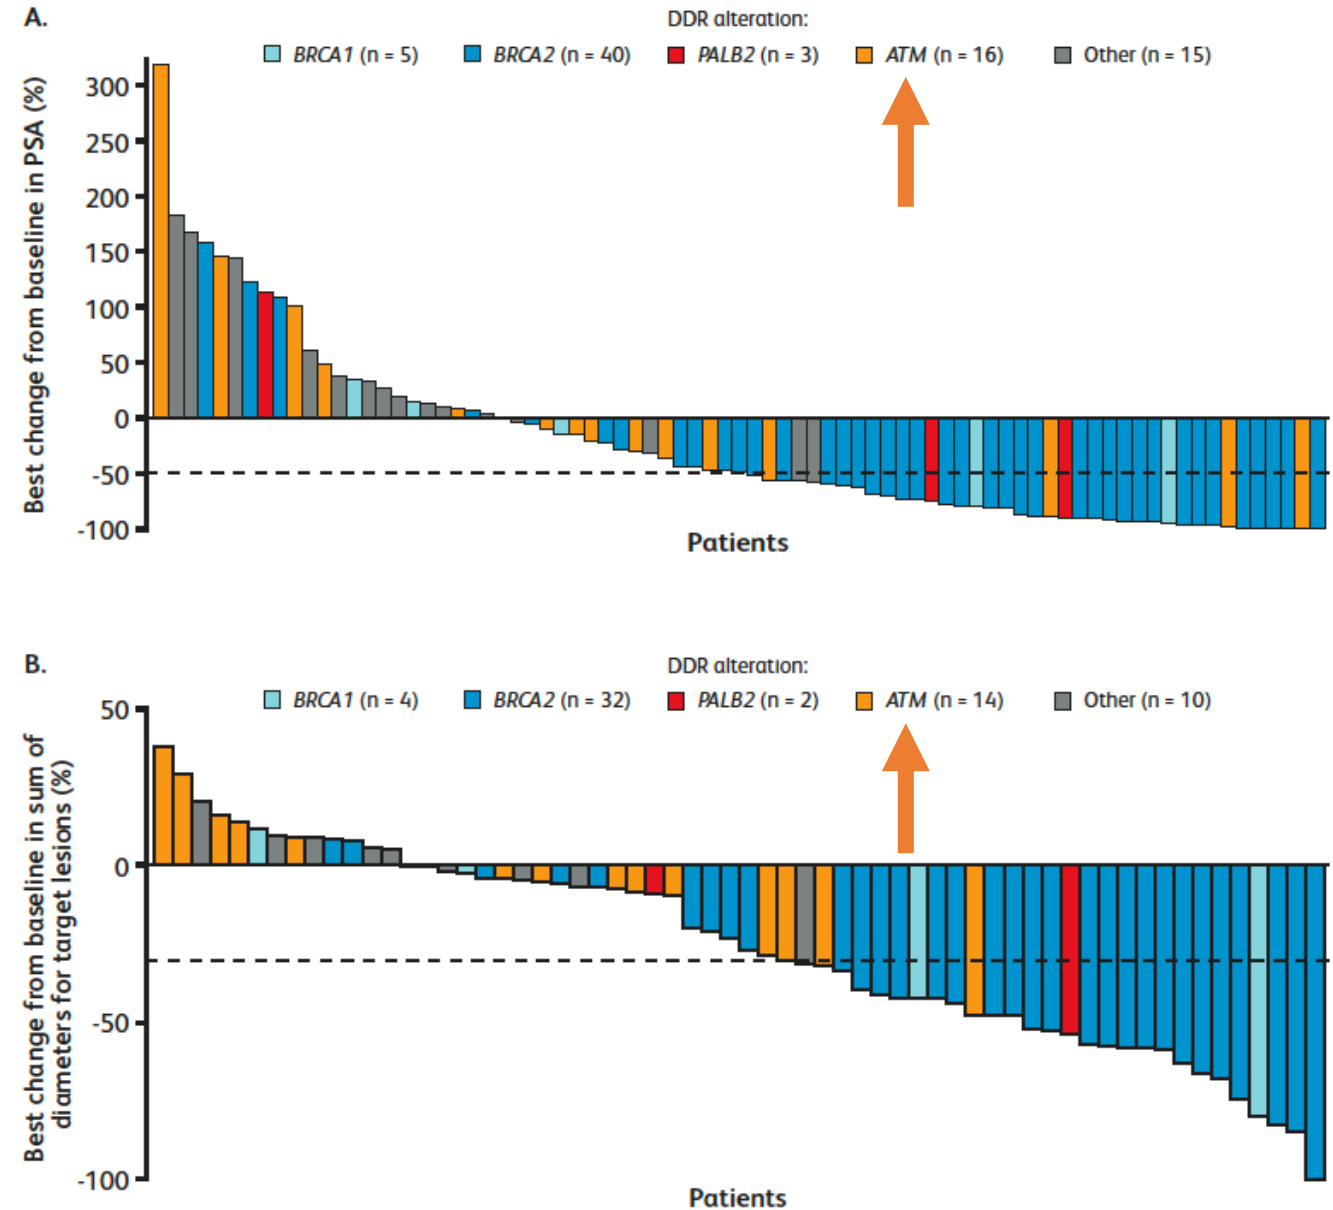 A.
DDR alteration:
BRCA1 (n = 5) BRCA2 (n = 40) PALB2 (n = 3) ATM (n = 16) Other (n = 15)
Best change from baseline in PSA (%)
300
250
200
150
100
50
0
-50
-100
Patients
B.
DDR alteration:
BRCA1 (n = 4) BRCA2 (n = 32) PALB2 (n = 2) ATM (n = 14) Other (n = 10)
Best change from baseline in sum of
diameters for target lesions (%)
50
0
-50
-100
Patients